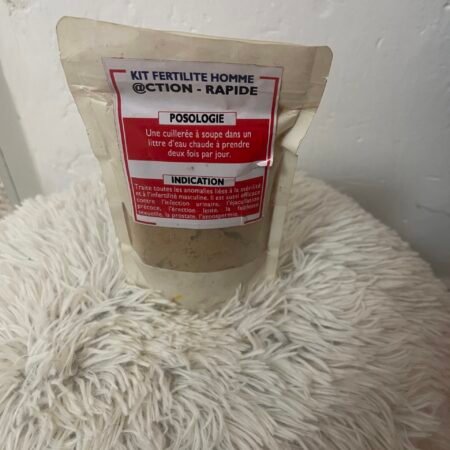 KIT FERTILITE HOMME
@CTION - RAPIDE
POSOLOGIE
Une cuillerée à soupe dans un
littre d'eau chaude à prendre
deux fois par jour.
INDICATION
Traite toutes les anomalies liées à la stérilité
et à l'infertilité masculine. Il est aussi efficace
contre l'infection urinaire, l'éjaculation
précoce, l'érection lente, la faiblesse
sexuelle, la prostate, l'azoospermie.